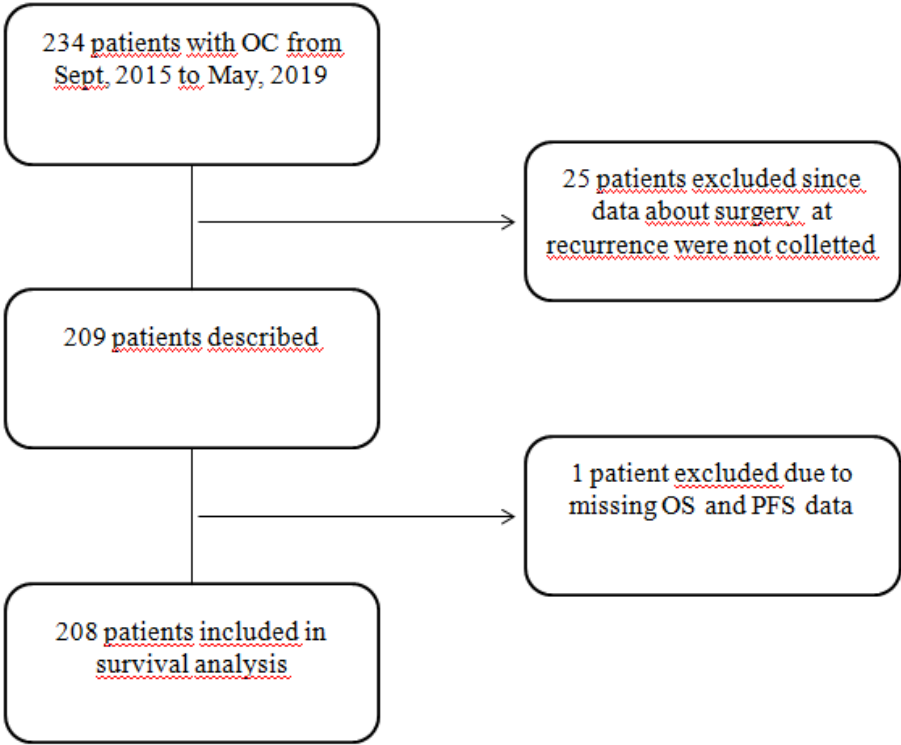 234 patients with OC from
Sept, 2015 to May, 2019
25 patients excluded since
data about surgery at
recurrence were not colletted
209 patients described
1 patient excluded due to
missing OS and PFS data
208 patients included in
survival analysis